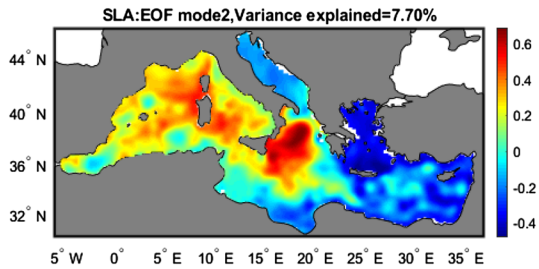 SLA:EOF mode2,Variance explained=7.70%
44° N
40° N
36° N
32° N
5° W 0° 5° E 10° E 15° E 20° E 25° E 30° E 35° E
0.6
0.4
0.2
0
-0.2
-0.4